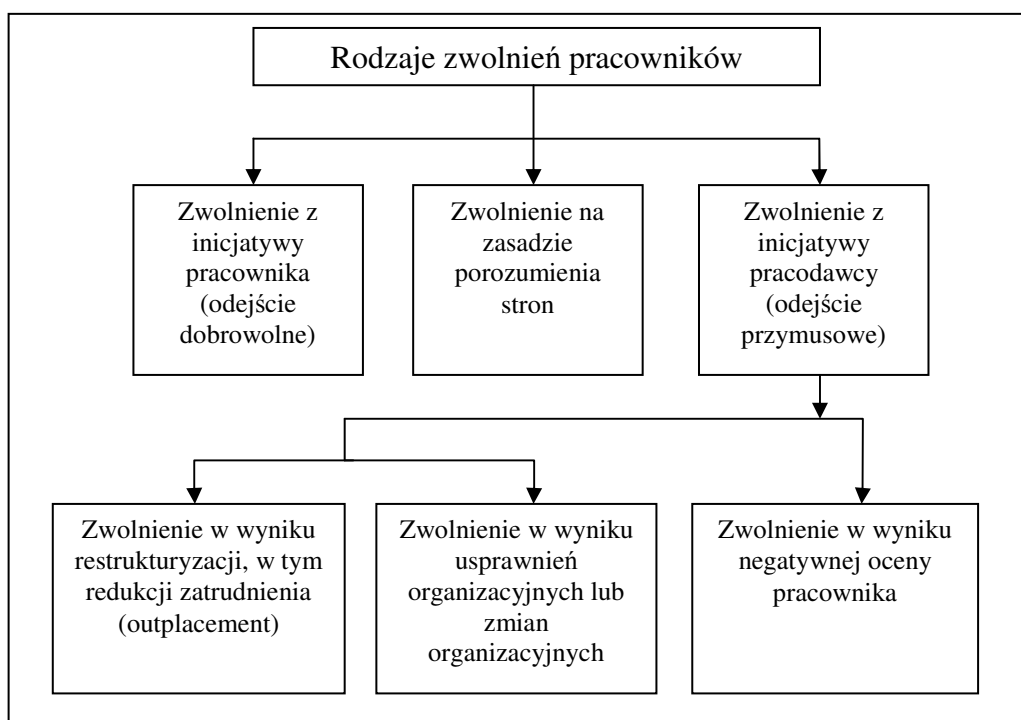 Rodzaje zwolnień pracowników
Zwolnienie z
inicjatywy
pracownika
(odejście
dobrowolne)
Zwolnienie na
zasadzie
porozumienia
stron
Zwolnienie z
inicjatywy
pracodawcy
(odejście
przymusowe)
Zwolnienie w wyniku
restrukturyzacji, w tym
redukcji zatrudnienia
(outplacement)
Zwolnienie w wyniku
usprawnień
organizacyjnych lub
zmian
organizacyjnych
Zwolnienie w wyniku
negatywnej oceny
pracownika